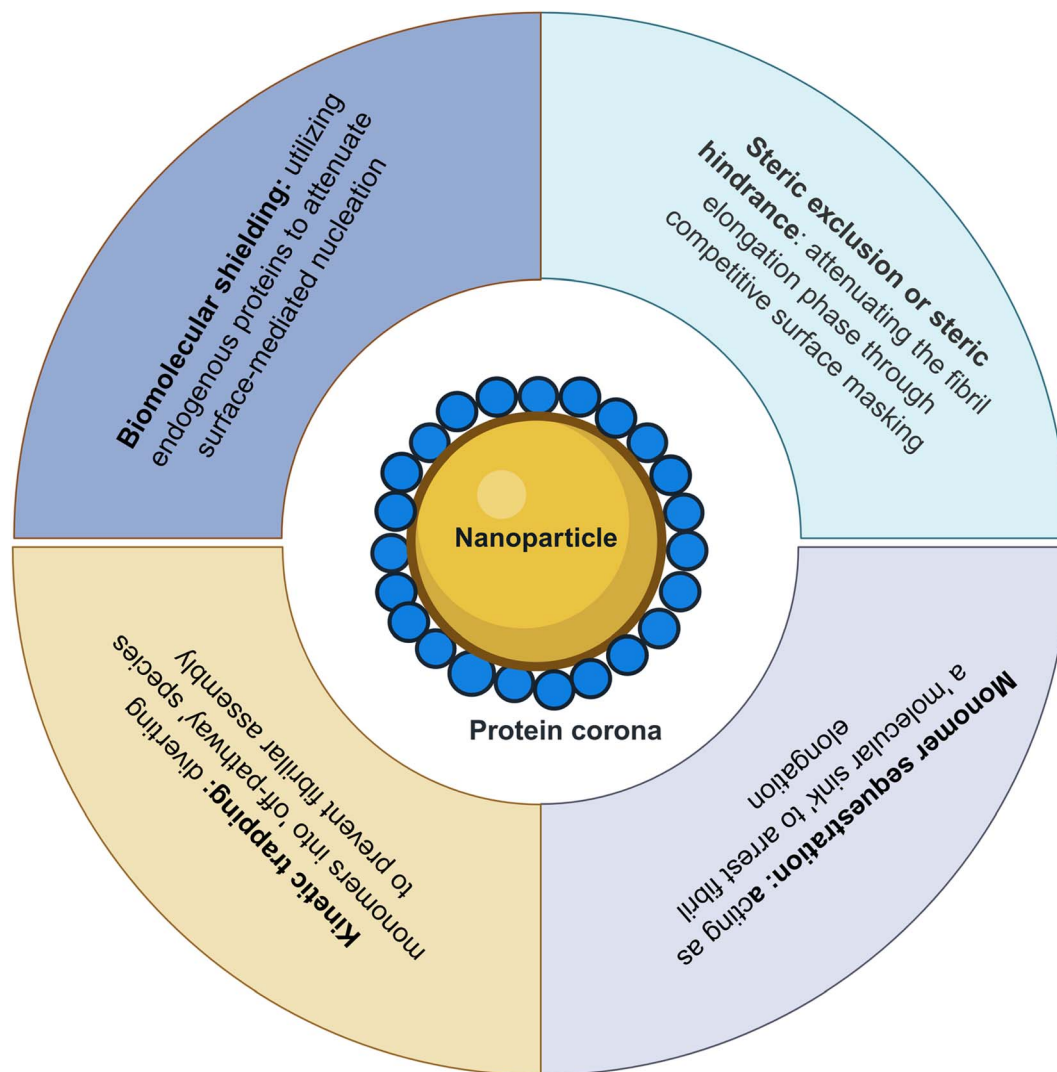 Biomolecular shielding: utilizing
endogenous proteins to attenuate
surface-mediated nucleation
Steric exclusion or steric
hindrance: attenuating the fibril
elongation phase through
competitive surface masking
Nanoparticle
Protein corona
Kinetic trapping: diverting
monomers into 'off-pathway' species
to prevent fibrillar assembly
Monomer sequestration: acting as
a 'molecular sink' to arrest fibril
elongation